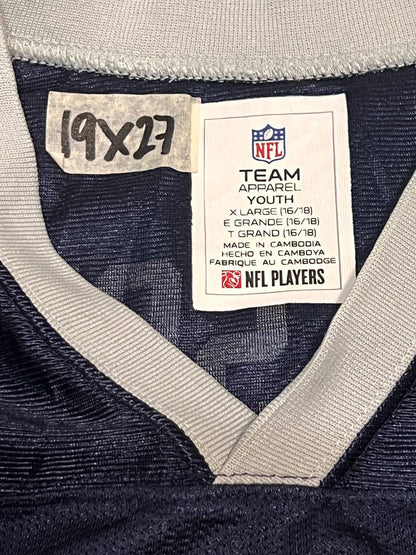 19X27
NFL
TEAM
APPAREL
YOUTH
X LARGE (16/18)
E GRANDE (16/18)
T GRAND (16/18)
MADE IN CAMBODIA
HECHO EN CAMBOYA
FABRIQUE AU CAMBODGE
NFL PLAYERS